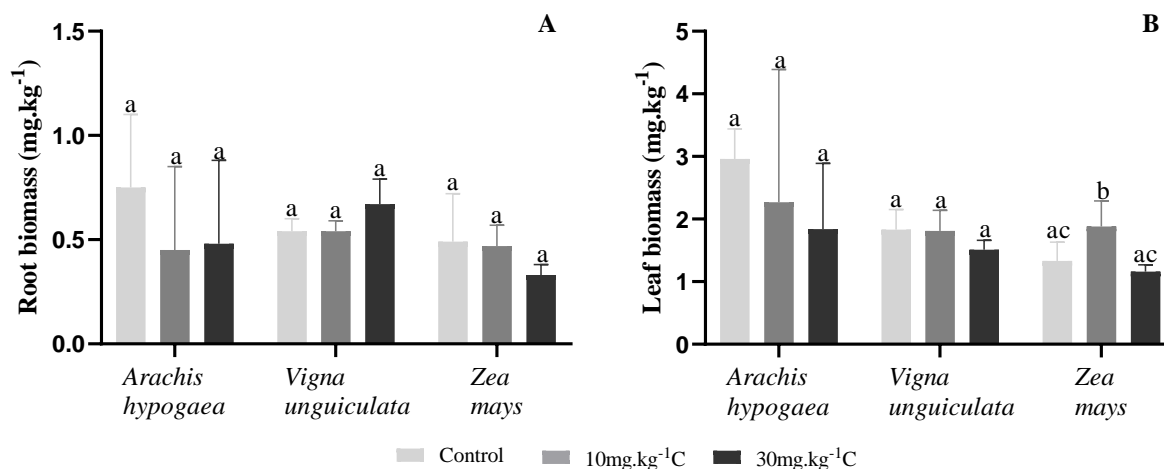 A
Root biomass (mg.kg⁻¹)
1.5
1.0
0.5
0.0
a
a
a
a
a
a
a
a
a
Arachis
hypogaea
Vigna
unguiculata
Zea
mays
B
Leaf biomass (mg.kg⁻¹)
5
4
3
2
1
0
a
a
a
a
a
a
ac
b
ac
Arachis
hypogaea
Vigna
unguiculata
Zea
mays
Control
10mg.kg⁻¹C
30mg.kg⁻¹C